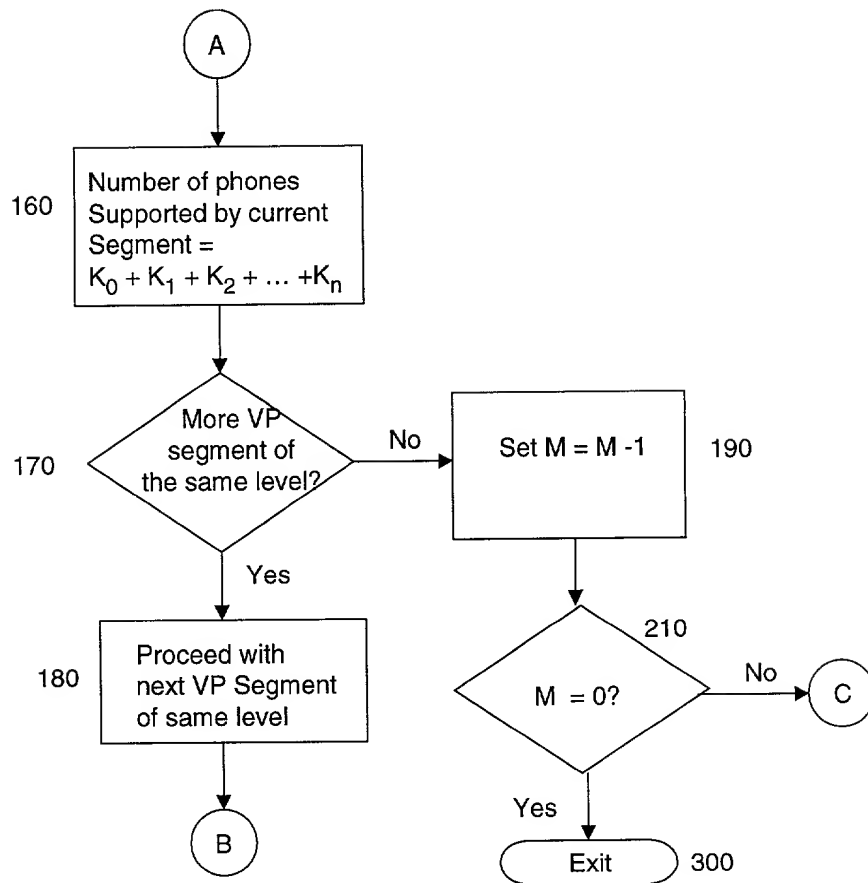 A
160
Number of phones
Supported by current
Segment =
K₀ + K₁ + K₂ + ... +Kₙ
170
More VP
segment of
the same level?
No
Set M = M -1
190
Yes
180
Proceed with
next VP Segment
of same level
210
M = 0?
No
C
Yes
B
Exit
300